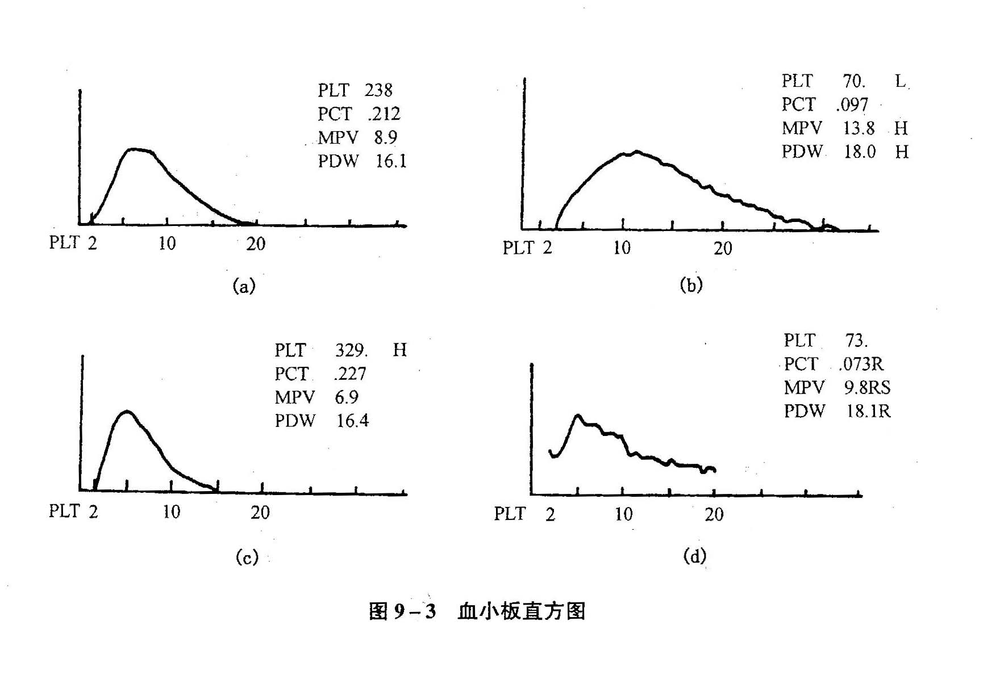 PLT 238
PCT .212
MPV 8.9
PDW 16.1
PLT 2 10 20
(a)
PLT 70. L
PCT .097
MPV 13.8 H
PDW 18.0 H
PLT 2 10 20
(b)
PLT 329. H
PCT .227
MPV 6.9
PDW 16.4
PLT 2 10 20
(c)
PLT 73.
PCT .073R
MPV 9.8RS
PDW 18.1R
PLT 2 10 20
(d)
图 9-3 血小板直方图